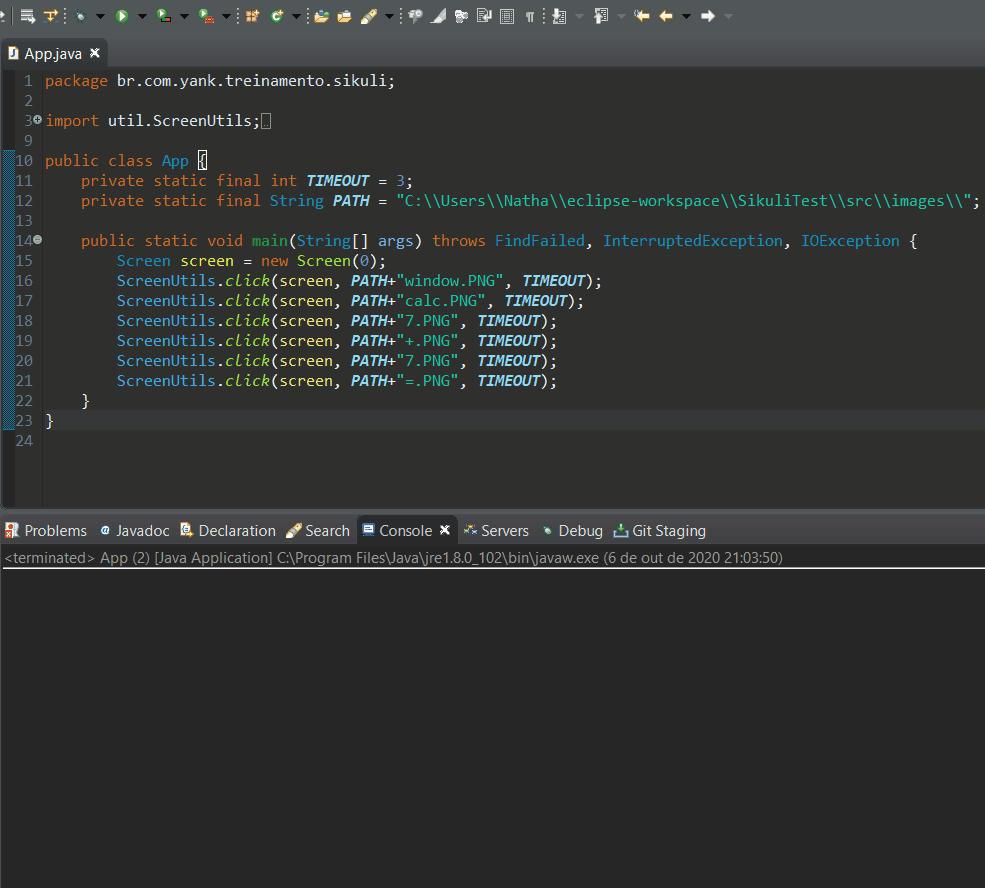 App.java
1 package br.com.yank.treinamento.sikuli;
2
3 import util.ScreenUtils;
9
10 public class App {
11 private static final int TIMEOUT = 3;
12 private static final String PATH = "C:\\Users\\Natha\\eclipse-workspace\\SikuliTest\\src\\images\\";
13
14 public static void main(String[] args) throws FindFailed, InterruptedException, IOException {
15 Screen screen = new Screen(0);
16 ScreenUtils.click(screen, PATH+"window.PNG", TIMEOUT);
17 ScreenUtils.click(screen, PATH+"calc.PNG", TIMEOUT);
18 ScreenUtils.click(screen, PATH+"7.PNG", TIMEOUT);
19 ScreenUtils.click(screen, PATH+"+.PNG", TIMEOUT);
20 ScreenUtils.click(screen, PATH+"7.PNG", TIMEOUT);
21 ScreenUtils.click(screen, PATH+"=.PNG", TIMEOUT);
22 }
23 }
24
Problems Javadoc Declaration Search Console Servers Debug Git Staging
<terminated> App (2) [Java Application] C:\Program Files\Java\jre1.8.0_102\bin\javaw.exe (6 de out de 2020 21:03:50)